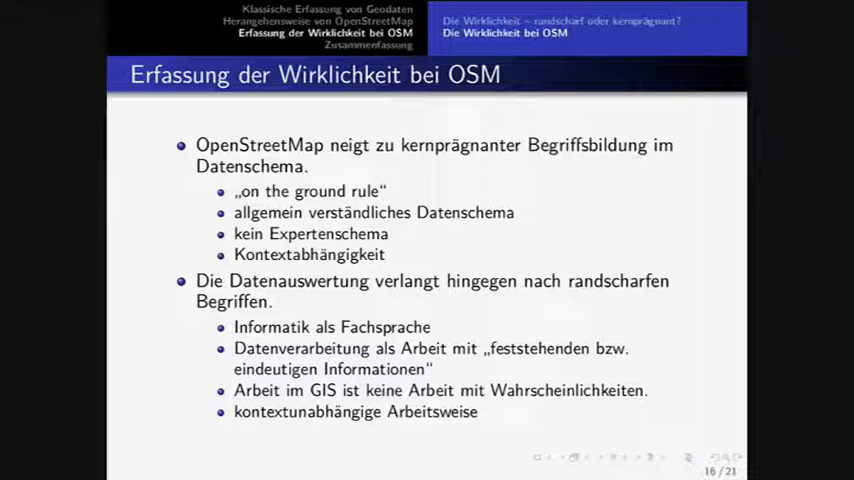 Klassische Erfassung von Geodaten
Herangehensweise von OpenStreetMap
Erfassung der Wirklichkeit bei OSM
Zusammenfassung
Die Wirklichkeit – randscharf oder kernprägnant?
Die Wirklichkeit bei OSM
Erfassung der Wirklichkeit bei OSM
OpenStreetMap neigt zu kernprägnanter Begriffsbildung im
Datenschema.
„on the ground rule“
allgemein verständliches Datenschema
kein Expertenschema
Kontextabhängigkeit
Die Datenauswertung verlangt hingegen nach randscharfen
Begriffen.
Informatik als Fachsprache
Datenverarbeitung als Arbeit mit „feststehenden bzw.
eindeutigen Informationen“
Arbeit im GIS ist keine Arbeit mit Wahrscheinlichkeiten.
kontextunabhängige Arbeitsweise
16 / 21